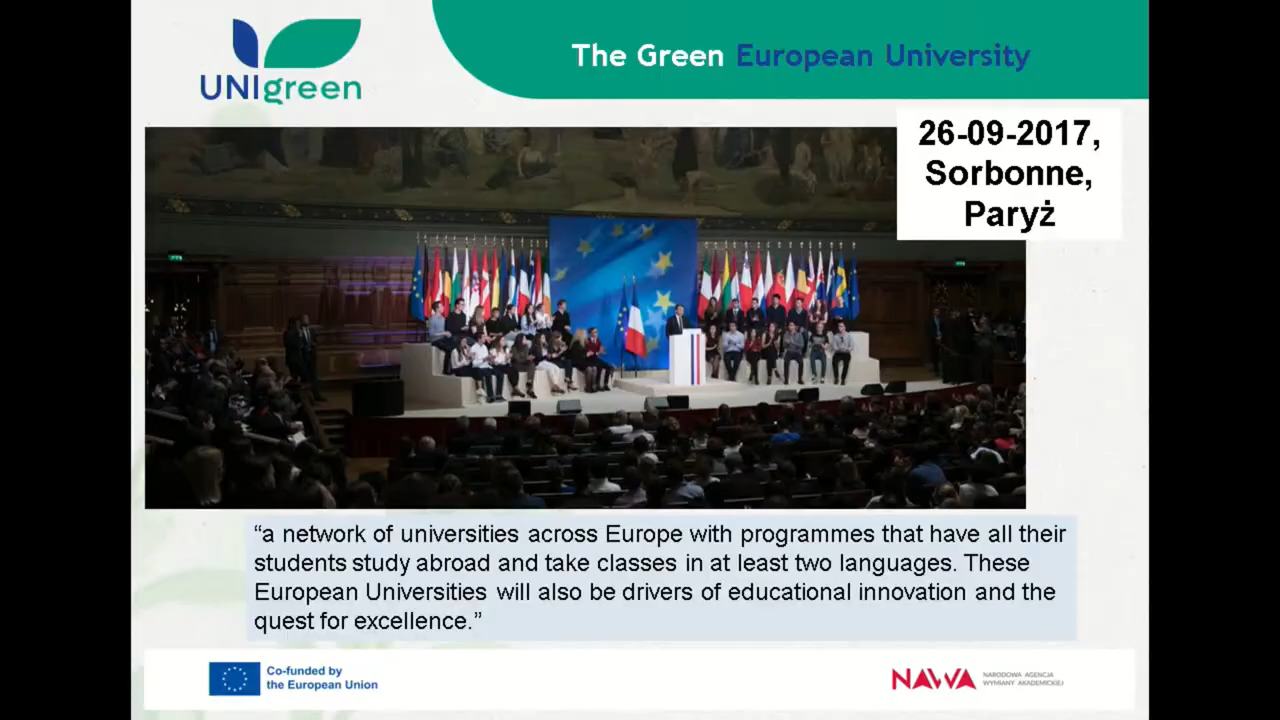 UNIgreen
The Green European University
26-09-2017,
Sorbonne,
Paryż
“a network of universities across Europe with programmes that have all their
students study abroad and take classes in at least two languages. These
European Universities will also be drivers of educational innovation and the
quest for excellence.”
Co-funded by
the European Union
NAWA
NARODOWA AGENCJA
WYMIANY AKADEMICKIEJ